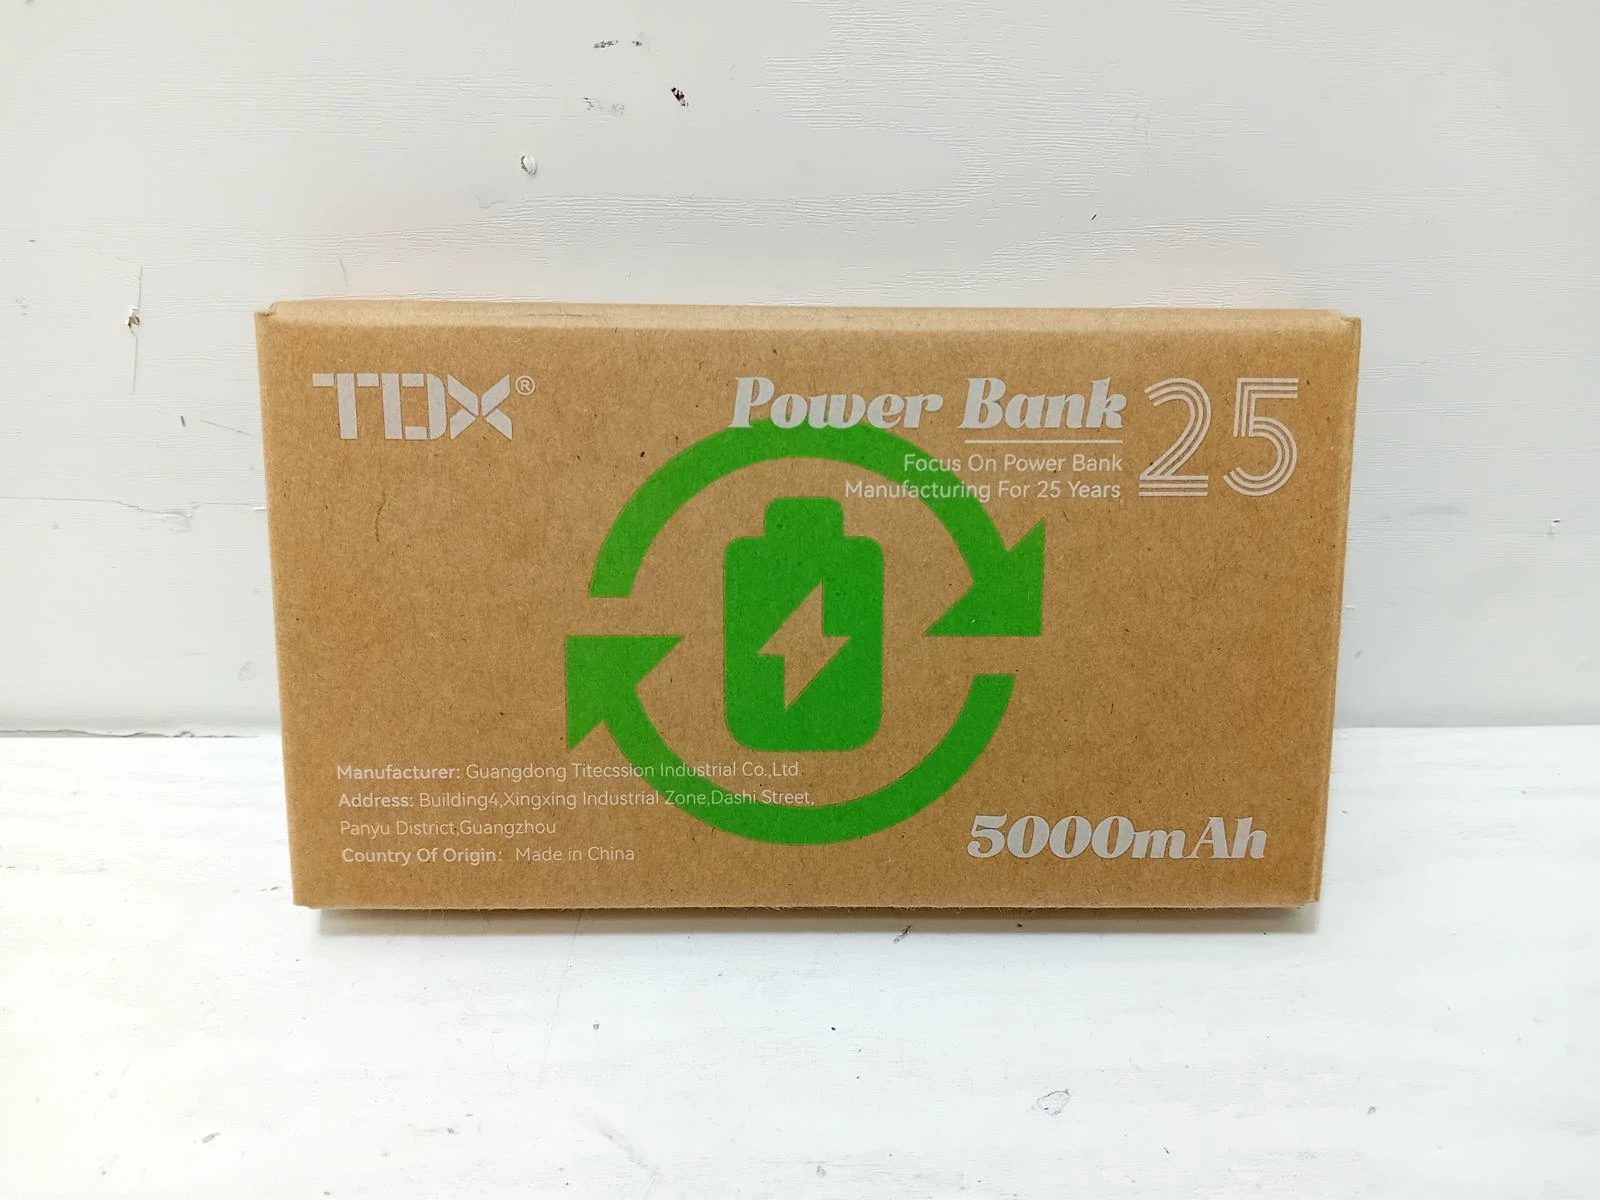 TDX®
Power Bank 25
Focus On Power Bank
Manufacturing For 25 Years
Manufacturer: Guangdong Titecssion Industrial Co.,Ltd.
Address: Building4,Xingxing Industrial Zone,Dashi Street,
Panyu District,Guangzhou
Country Of Origin: Made in China
5000mAh